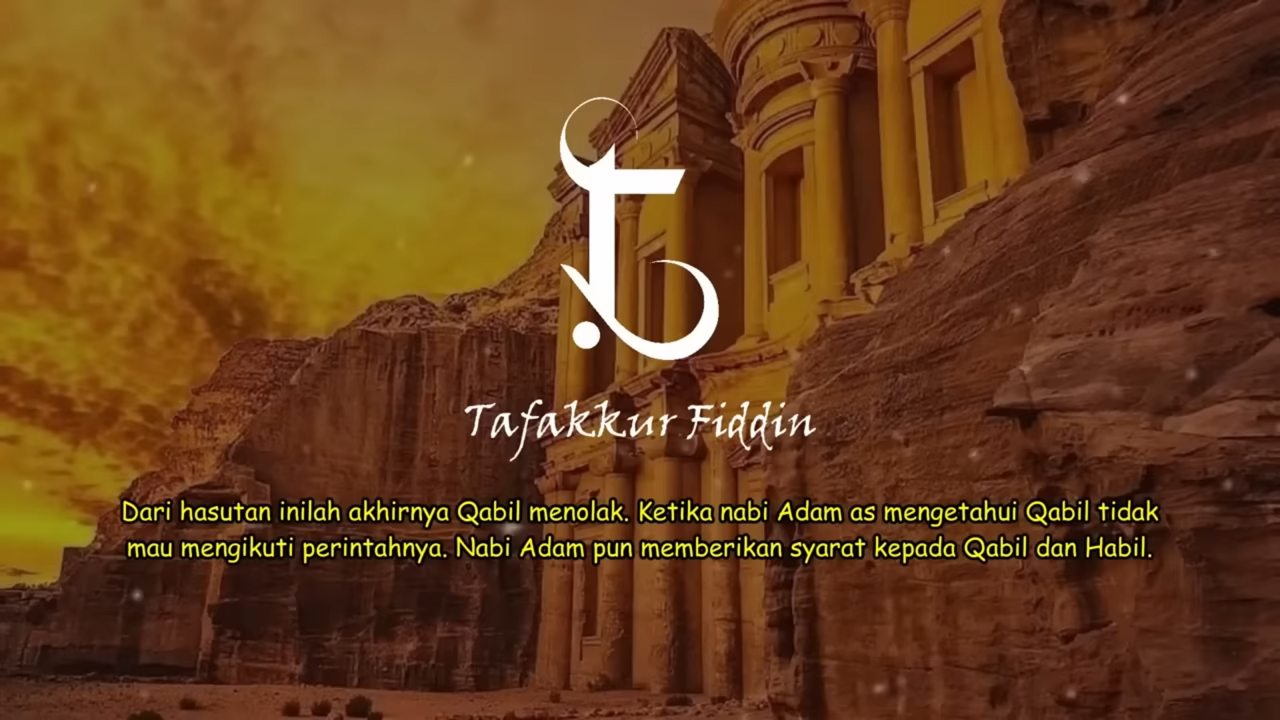 Tafakkur Fiddin
Dari hasutan inilah akhirnya Qabil menolak. Ketika nabi Adam as mengetahui Qabil tidak
mau mengikuti perintahnya. Nabi Adam pun memberikan syarat kepada Qabil dan Habil.